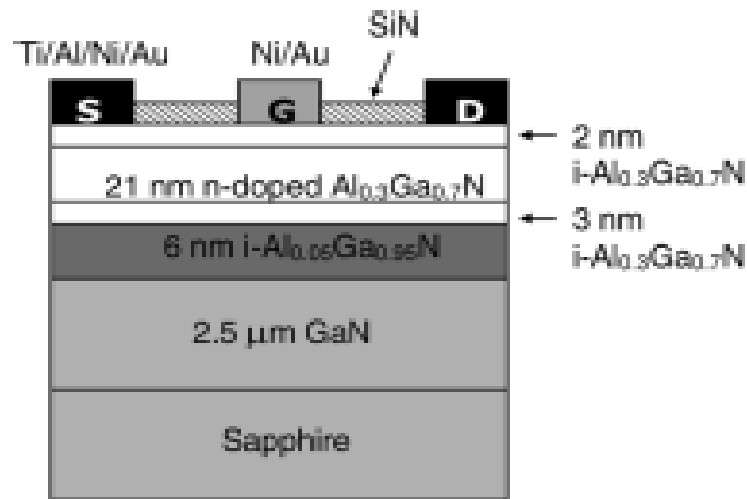 SiN
Ti/Al/Ni/Au Ni/Au
S G D
2 nm
i-Al₀.₃Ga₀.₇N
21 nm n-doped Al₀.₃Ga₀.₇N
3 nm
i-Al₀.₃Ga₀.₇N
6 nm i-Al₀.₀₅Ga₀.₉₅N
2.5 μm GaN
Sapphire